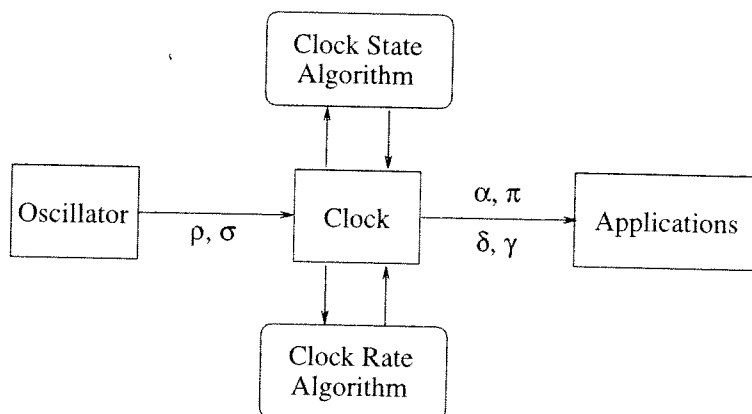 Clock State
Algorithm
Oscillator
ρ, σ
Clock
α, π
δ, γ
Applications
Clock Rate
Algorithm